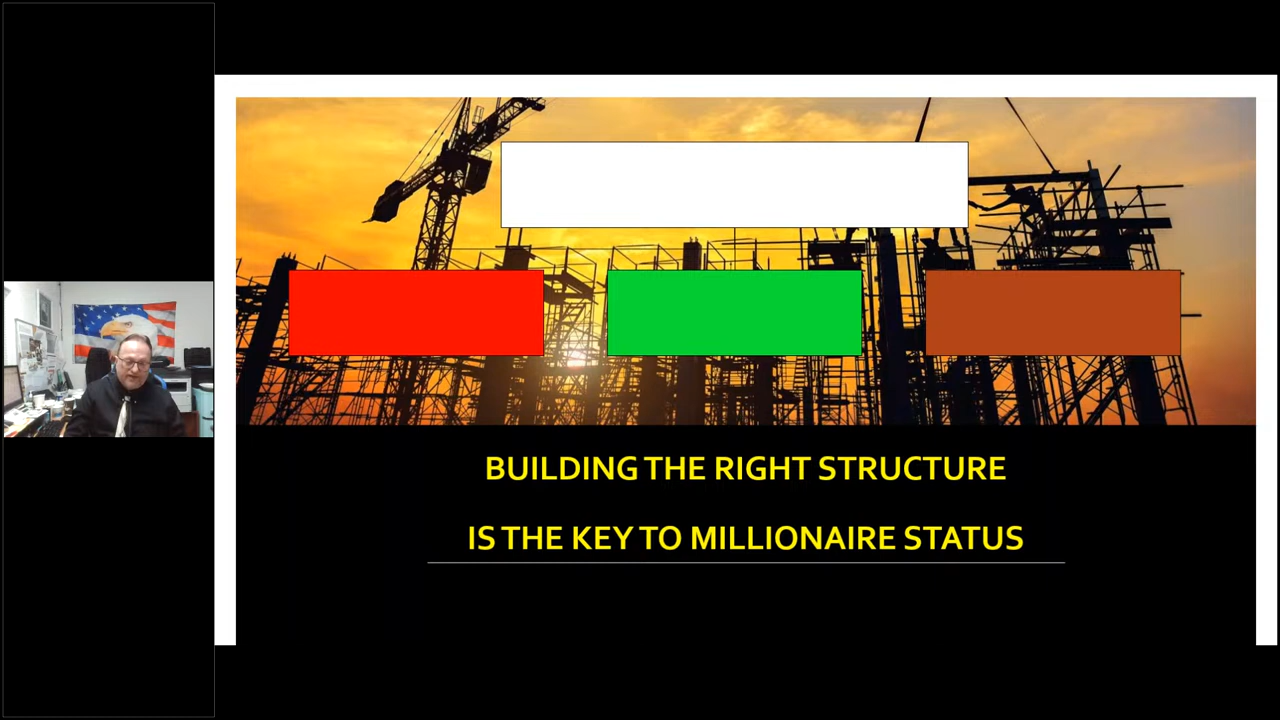 BUILDING THE RIGHT STRUCTURE
IS THE KEY TO MILLIONAIRE STATUS